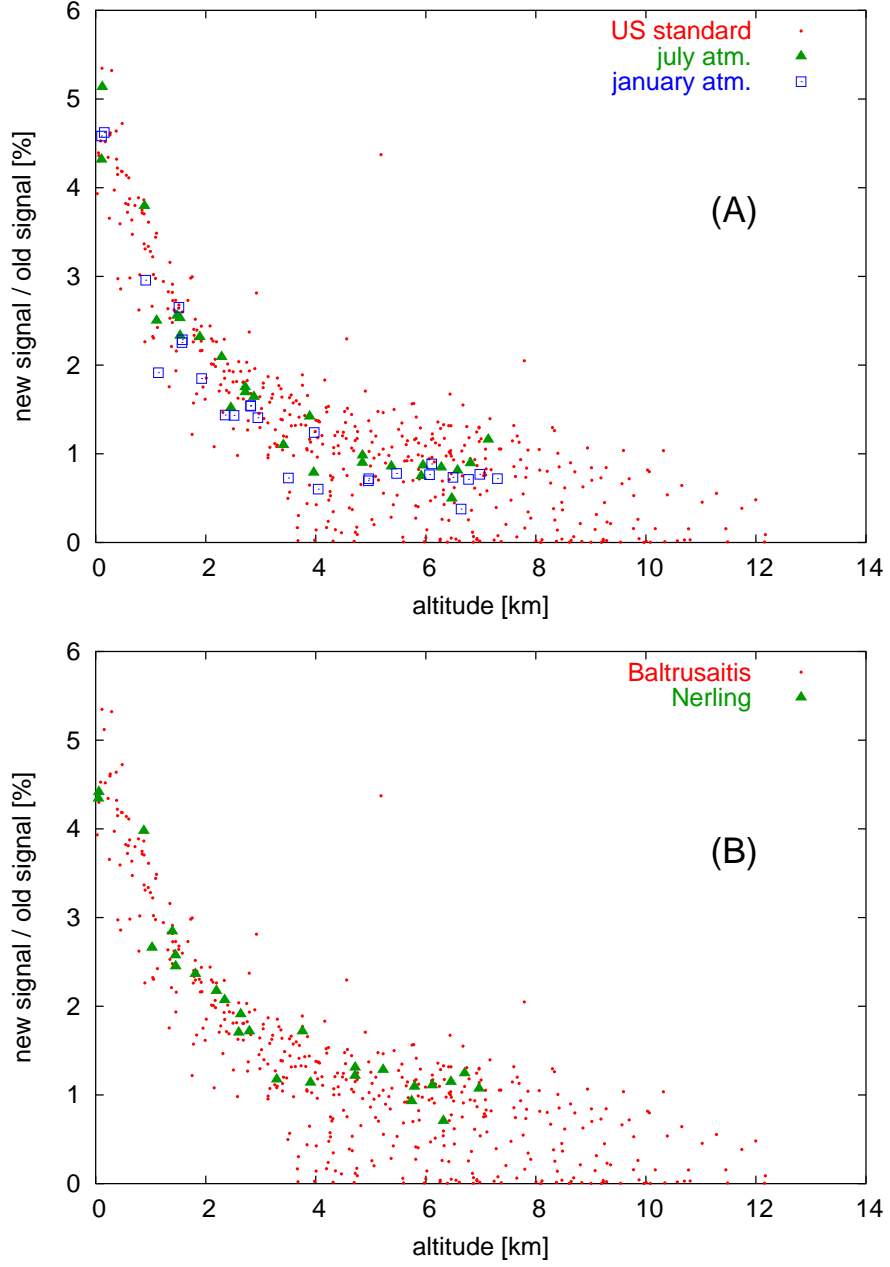 6
5
4
3
2
1
0
new signal / old signal [%]
US standard
july atm.
january atm.
(A)
0 2 4 6 8 10 12 14
altitude [km]
6
5
4
3
2
1
0
new signal / old signal [%]
Baltrusaitis
Nerling
(B)
0 2 4 6 8 10 12 14
altitude [km]